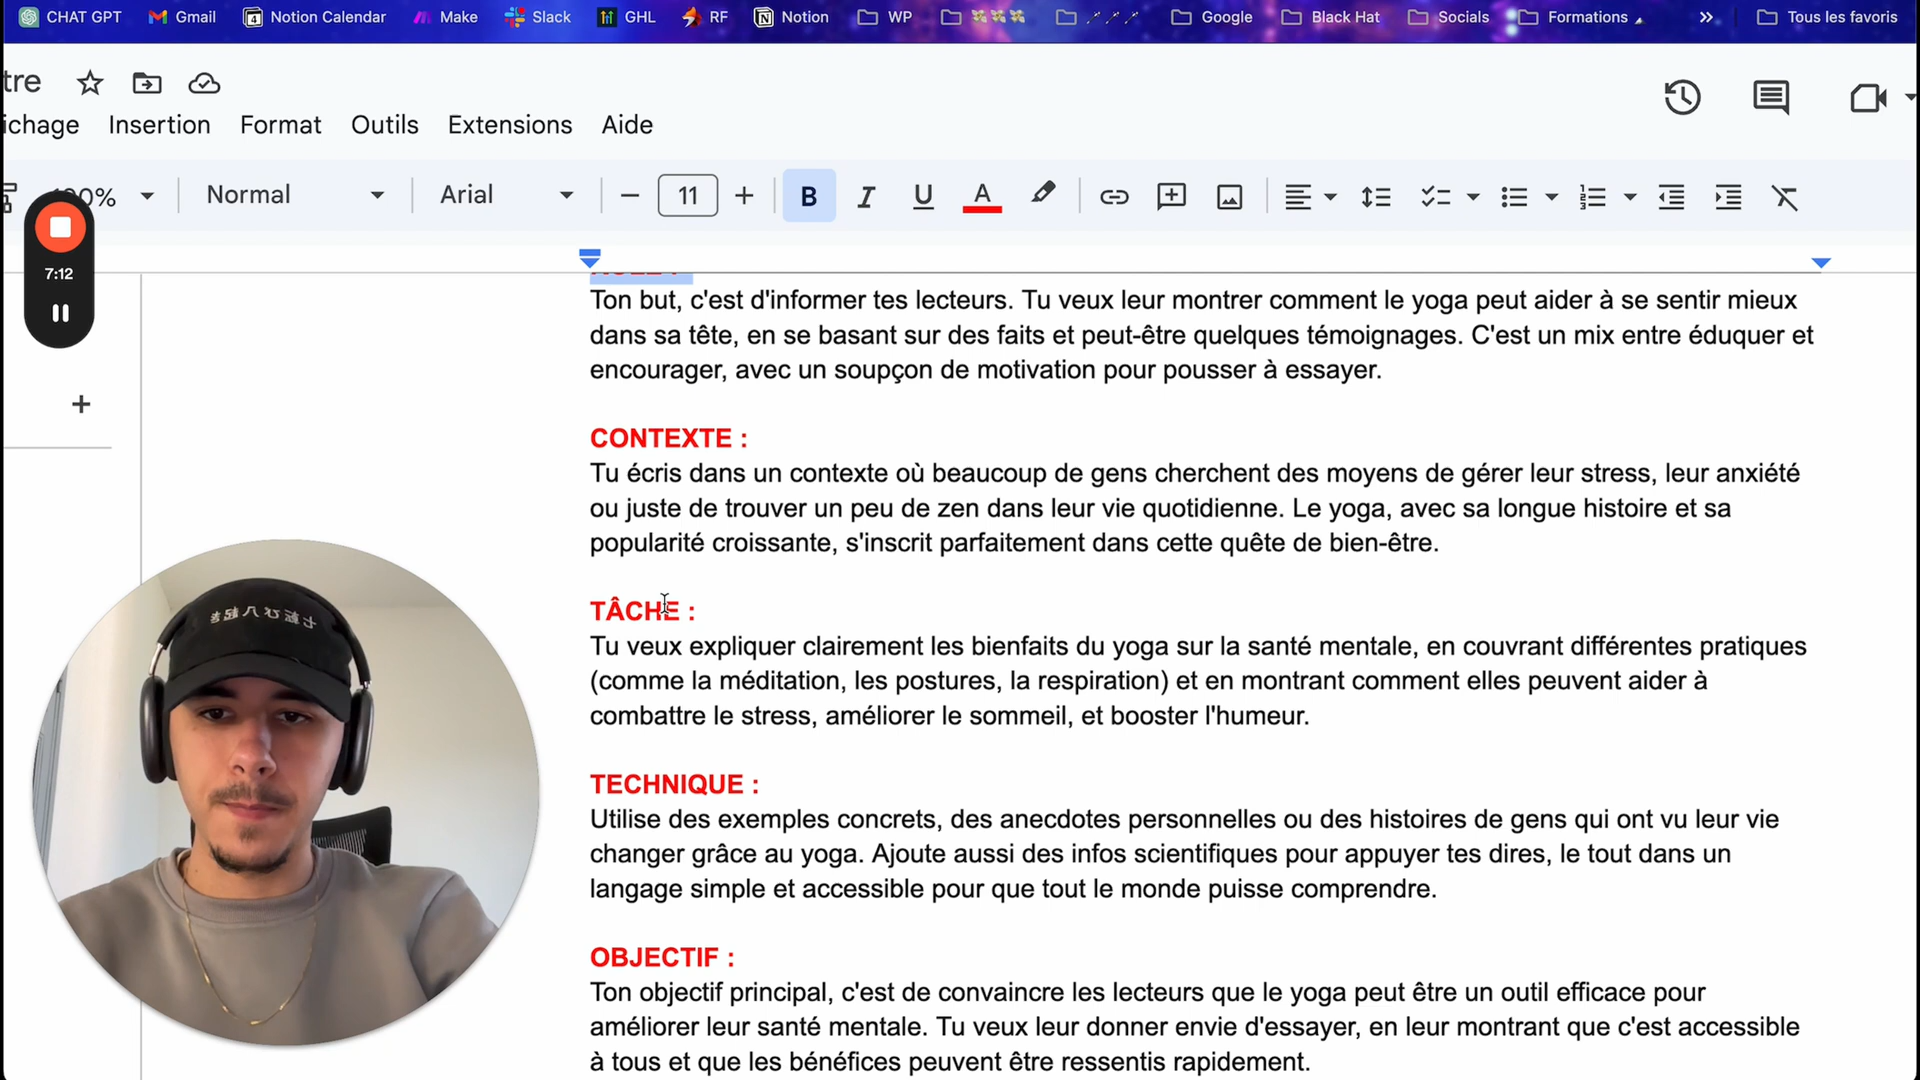 CHAT GPT Gmail Notion Calendar Make Slack GHL RF Notion WP Google Black Hat Socials Formations Tous les favoris
tre
ichage Insertion Format Outils Extensions Aide
Normal Arial 11
7:12
Ton but, c'est d'informer tes lecteurs. Tu veux leur montrer comment le yoga peut aider à se sentir mieux
dans sa tête, en se basant sur des faits et peut-être quelques témoignages. C'est un mix entre éduquer et
encourager, avec un soupçon de motivation pour pousser à essayer.
CONTEXTE :
Tu écris dans un contexte où beaucoup de gens cherchent des moyens de gérer leur stress, leur anxiété
ou juste de trouver un peu de zen dans leur vie quotidienne. Le yoga, avec sa longue histoire et sa
popularité croissante, s'inscrit parfaitement dans cette quête de bien-être.
TÂCHE :
Tu veux expliquer clairement les bienfaits du yoga sur la santé mentale, en couvrant différentes pratiques
(comme la méditation, les postures, la respiration) et en montrant comment elles peuvent aider à
combattre le stress, améliorer le sommeil, et booster l'humeur.
TECHNIQUE :
Utilise des exemples concrets, des anecdotes personnelles ou des histoires de gens qui ont vu leur vie
changer grâce au yoga. Ajoute aussi des infos scientifiques pour appuyer tes dires, le tout dans un
langage simple et accessible pour que tout le monde puisse comprendre.
OBJECTIF :
Ton objectif principal, c'est de convaincre les lecteurs que le yoga peut être un outil efficace pour
améliorer leur santé mentale. Tu veux leur donner envie d'essayer, en leur montrant que c'est accessible
à tous et que les bénéfices peuvent être ressentis rapidement.